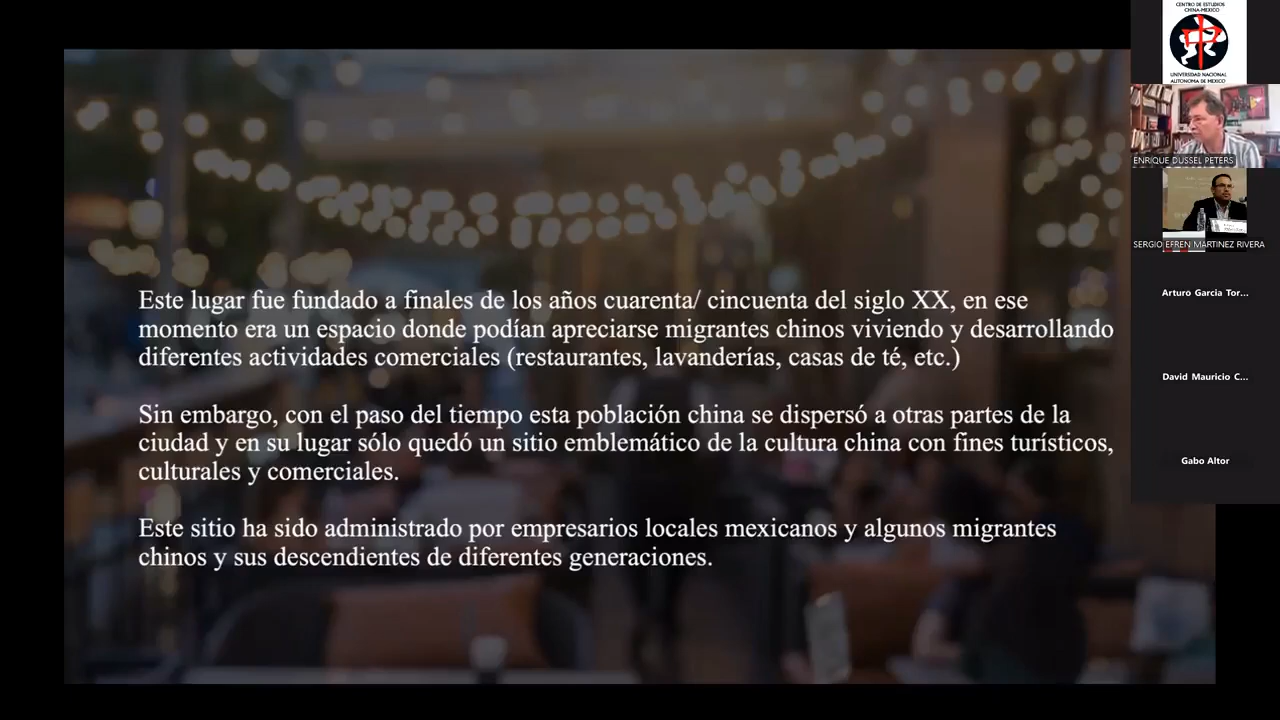 CENTRO DE ESTUDIOS
CHINA-MEXICO
UNIVERSIDAD NACIONAL
AUTONOMA DE MEXICO
ENRIQUE DUSSEL PETERS
SERGIO EFREN MARTINEZ RIVERA
Arturo Garcia Tor...
David Mauricio C...
Gabo Altor
Este lugar fue fundado a finales de los años cuarenta/ cincuenta del siglo XX, en ese
momento era un espacio donde podían apreciarse migrantes chinos viviendo y desarrollando
diferentes actividades comerciales (restaurantes, lavanderías, casas de té, etc.)
Sin embargo, con el paso del tiempo esta población china se dispersó a otras partes de la
ciudad y en su lugar sólo quedó un sitio emblemático de la cultura china con fines turísticos,
culturales y comerciales.
Este sitio ha sido administrado por empresarios locales mexicanos y algunos migrantes
chinos y sus descendientes de diferentes generaciones.